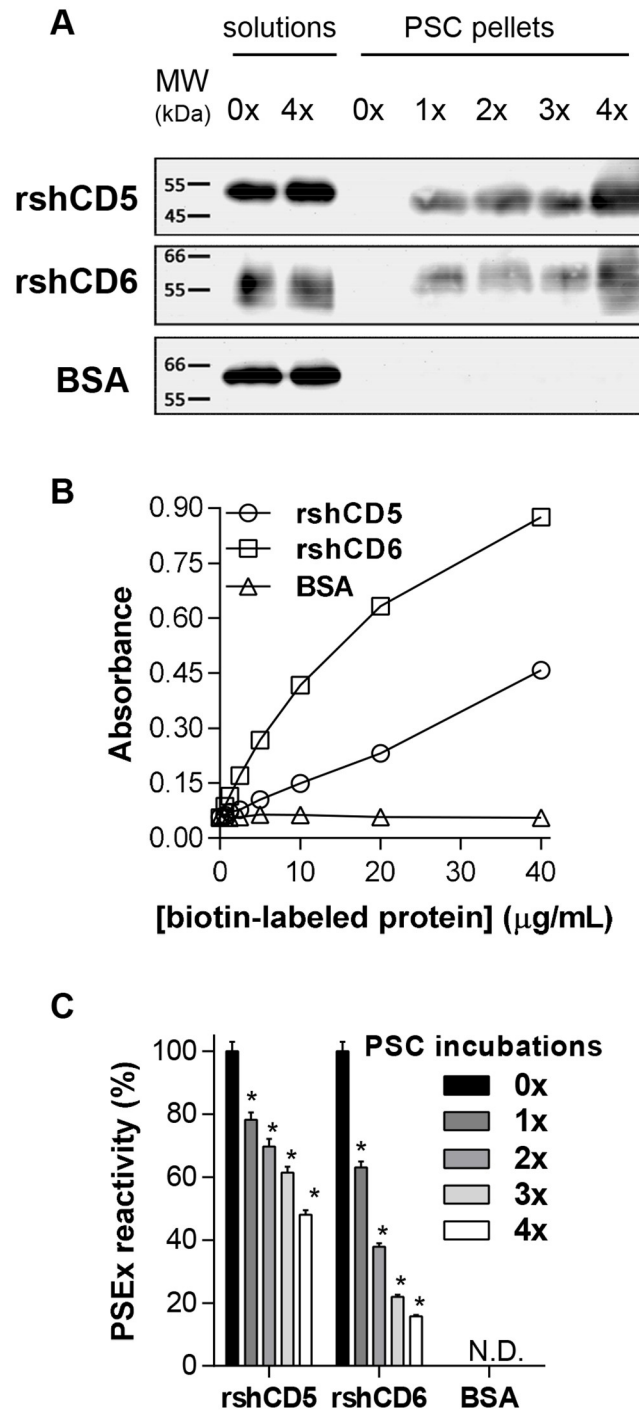 A
solutions PSC pellets
MW
(kDa) 0x 4x 0x 1x 2x 3x 4x
rshCD5
55
45
rshCD6
66
55
BSA
66
55
B
0.90
0.75
0.60
0.45
0.30
0.15
0.00
Absorbance
rshCD5
rshCD6
BSA
0 10 20 30 40
[biotin-labeled protein] (μg/mL)
C
PSEx reactivity (%)
100
80
60
40
20
0
PSC incubations
0x
1x
2x
3x
4x
* * * *
* * * *
N.D.
rshCD5 rshCD6 BSA